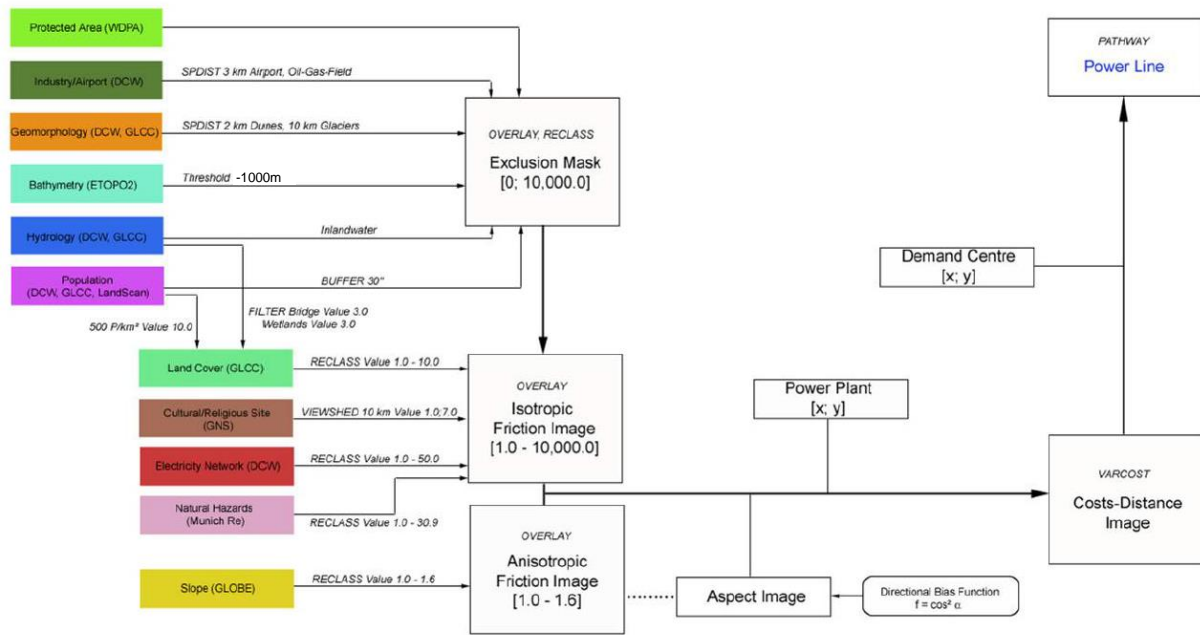 Protected Area (WDPA)
Industry/Airport (DCW)
SPDIST 3 km Airport, Oil-Gas-Field
Geomorphology (DCW, GLCC)
SPDIST 2 km Dunes, 10 km Glaciers
Bathymetry (ETOPO2)
Threshold -1000m
Hydrology (DCW, GLCC)
Inlandwater
Population
(DCW, GLCC, LandScan)
BUFFER 30"
500 P/km² Value 10.0
FILTER Bridge Value 3.0
Wetlands Value 3.0
OVERLAY, RECLASS
Exclusion Mask
[0; 10,000.0]
Land Cover (GLCC)
RECLASS Value 1.0 - 10.0
Cultural/Religious Site
(GNS)
VIEWSHED 10 km Value 1.0;7.0
Electricity Network (DCW)
RECLASS Value 1.0 - 50.0
Natural Hazards
(Munich Re)
RECLASS Value 1.0 - 30.9
OVERLAY
Isotropic
Friction Image
[1.0 - 10,000.0]
Slope (GLOBE)
RECLASS Value 1.0 - 1.6
OVERLAY
Anisotropic
Friction Image
[1.0 - 1.6]
Aspect Image
Directional Bias Function
f = cos² α
Power Plant
[x; y]
Demand Centre
[x; y]
VARCOST
Costs-Distance
Image
PATHWAY
Power Line